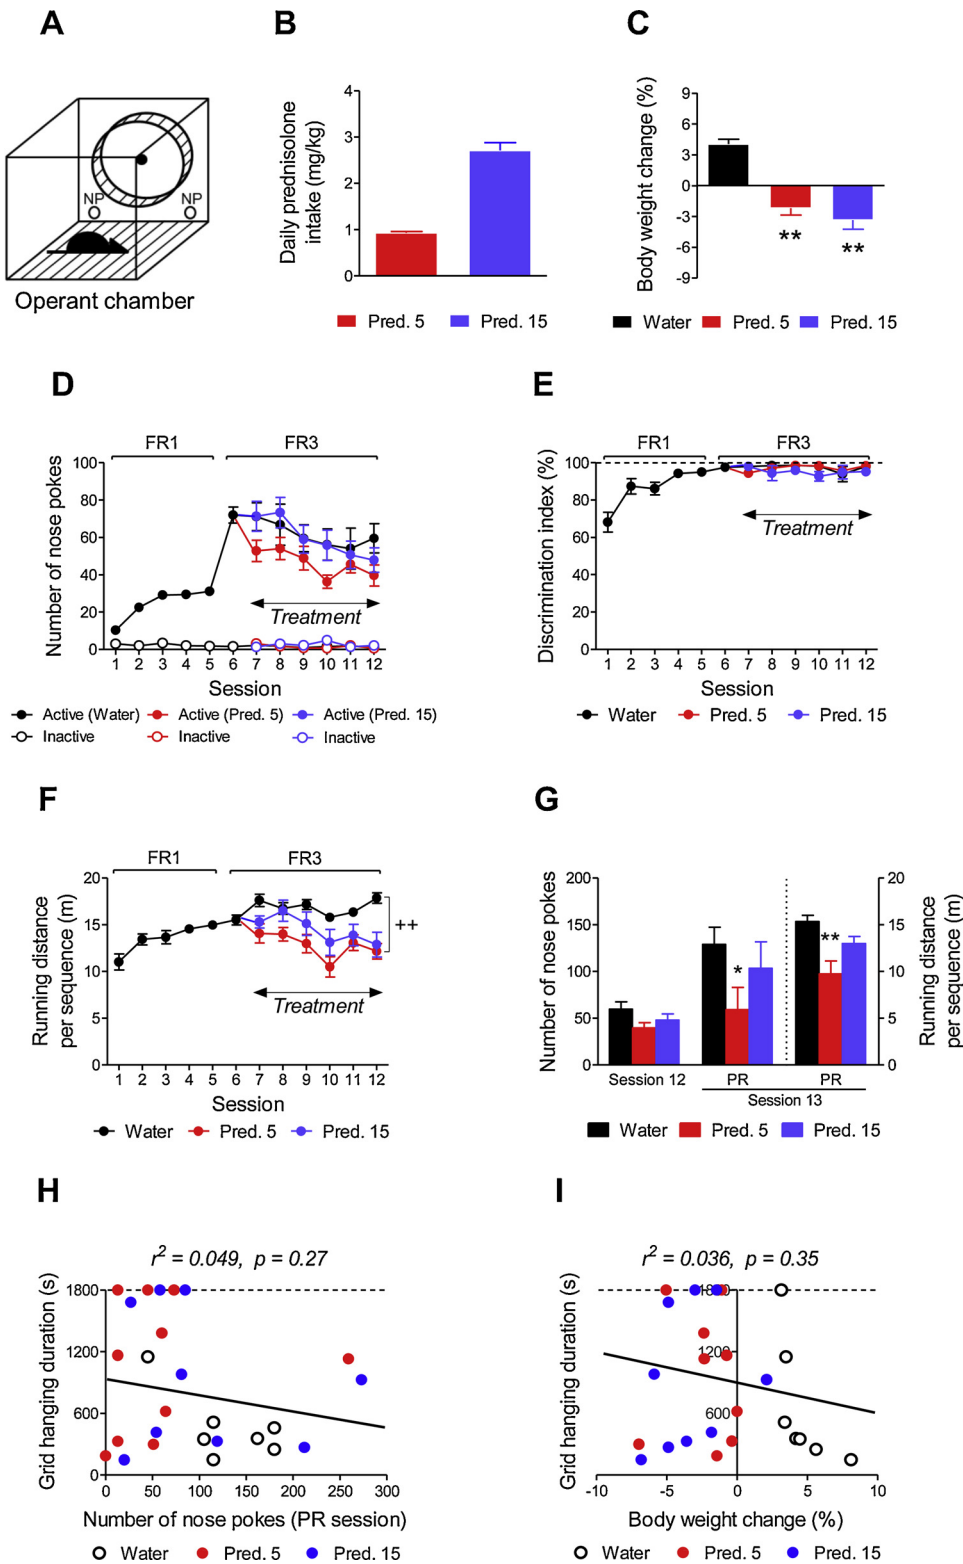 A
NP
NP
Operant chamber
B
Daily prednisolone
intake (mg/kg)
4
3
2
1
0
Pred. 5
Pred. 15
C
Body weight change (%)
9
6
3
0
-3
-6
-9
**
**
Water
Pred. 5
Pred. 15
D
FR1
FR3
Number of nose pokes
100
80
60
40
20
0
Treatment
1 2 3 4 5 6 7 8 9 10 11 12
Session
Active (Water)
Active (Pred. 5)
Active (Pred. 15)
Inactive
Inactive
Inactive
E
FR1
FR3
Discrimination index (%)
100
80
60
40
20
0
Treatment
1 2 3 4 5 6 7 8 9 10 11 12
Session
Water
Pred. 5
Pred. 15
F
FR1
FR3
Running distance
per sequence (m)
20
15
10
5
0
++
Treatment
1 2 3 4 5 6 7 8 9 10 11 12
Session
Water
Pred. 5
Pred. 15
G
Number of nose pokes
200
150
100
50
0
*
**
20
15
10
5
0
Running distance
per sequence (m)
Session 12
PR
PR
Session 13
Water
Pred. 5
Pred. 15
H
r² = 0.049, p = 0.27
Grid hanging duration (s)
1800
1200
600
0
0 50 100 150 200 250 300
Number of nose pokes (PR session)
Water
Pred. 5
Pred. 15
I
r² = 0.036, p = 0.35
Grid hanging duration (s)
1800
1200
600
-10 -5 0 5 10
Body weight change (%)
Water
Pred. 5
Pred. 15